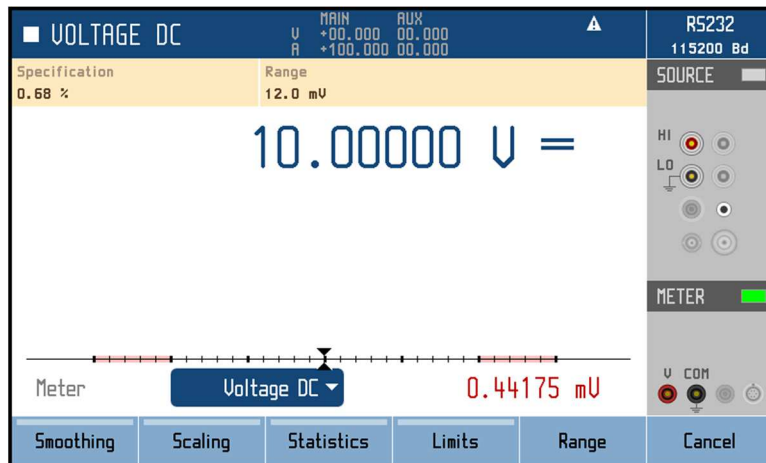 VOLTAGE DC
MAIN AUX
V +00.000 00.000
A +100.000 00.000
RS232
115200 Bd
Specification
0.68 %
Range
12.0 mV
10.00000 V
SOURCE
HI
LO
METER
V COM
Meter
Voltage DC
0.44175 mV
Smoothing Scaling Statistics Limits Range Cancel